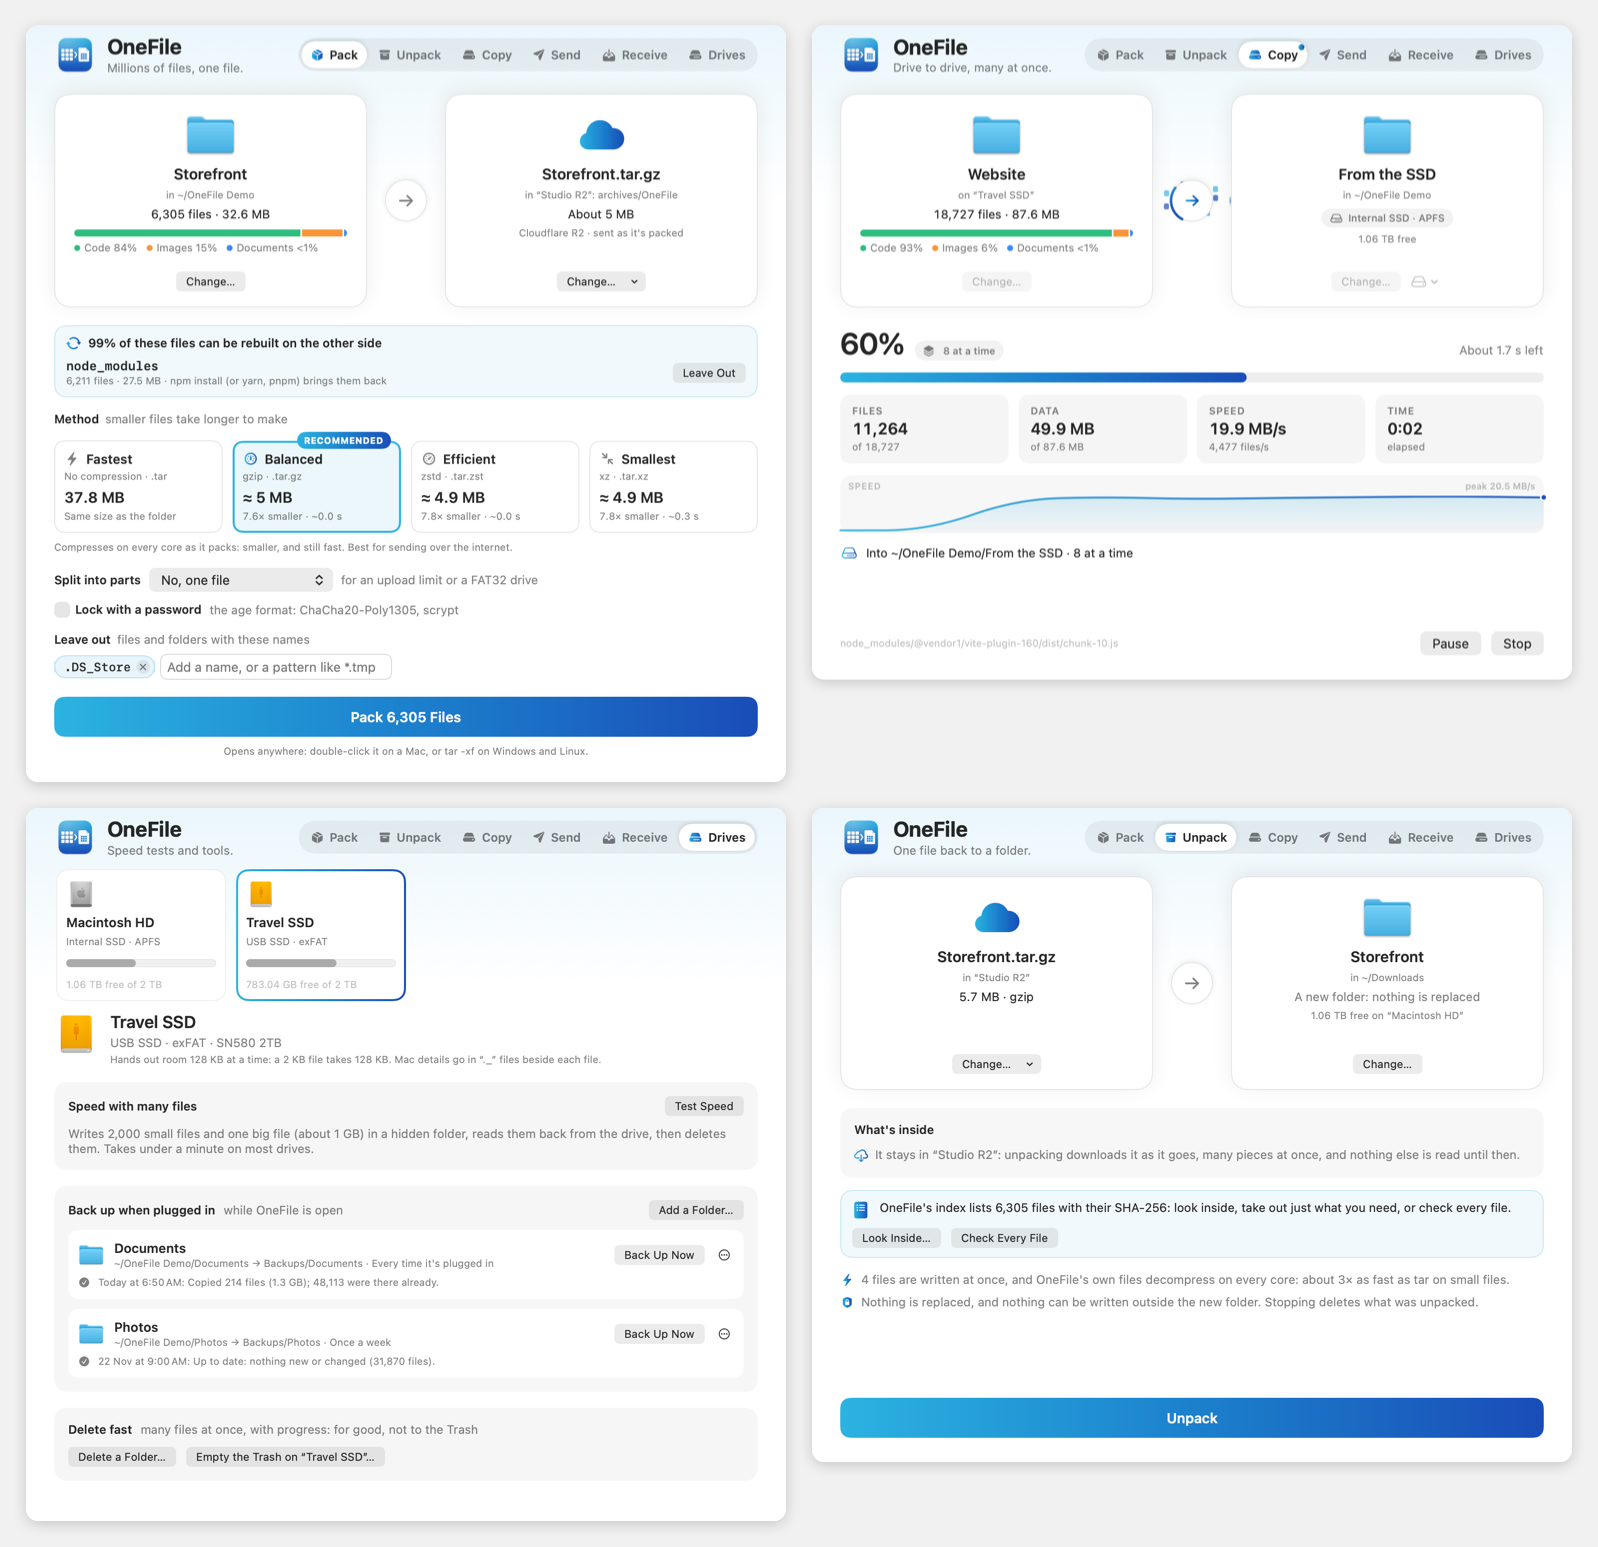 OneFile
Millions of files, one file.
Pack
Unpack
Copy
Send
Receive
Drives
Storefront
in ~/OneFile Demo
6,305 files · 32.6 MB
Code 84%
Images 15%
Documents <1%
Change...
Storefront.tar.gz
in “Studio R2”: archives/OneFile
About 5 MB
Cloudflare R2 · sent as it's packed
Change...
99% of these files can be rebuilt on the other side
node_modules
6,211 files · 27.5 MB · npm install (or yarn, pnpm) brings them back
Leave Out
Method smaller files take longer to make
Fastest
No compression · .tar
37.8 MB
Same size as the folder
RECOMMENDED
Balanced
gzip · .tar.gz
≈ 5 MB
7.6× smaller · ~0.0 s
Efficient
zstd · .tar.zst
≈ 4.9 MB
7.8× smaller · ~0.0 s
Smallest
xz · .tar.xz
≈ 4.9 MB
7.8× smaller · ~0.3 s
Compresses on every core as it packs: smaller, and still fast. Best for sending over the internet.
Split into parts No, one file for an upload limit or a FAT32 drive
Lock with a password the age format: ChaCha20-Poly1305, scrypt
Leave out files and folders with these names
.DS_Store Add a name, or a pattern like *.tmp
Pack 6,305 Files
Opens anywhere: double-click it on a Mac, or tar -xf on Windows and Linux.
OneFile
Drive to drive, many at once.
Pack
Unpack
Copy
Send
Receive
Drives
Website
on “Travel SSD”
18,727 files · 87.6 MB
Code 93%
Images 6%
Documents <1%
Change...
From the SSD
in ~/OneFile Demo
Internal SSD · APFS
1.06 TB free
Change...
60%
8 at a time
About 1.7 s left
FILES
11,264
of 18,727
DATA
49.9 MB
of 87.6 MB
SPEED
19.9 MB/s
4,477 files/s
TIME
0:02
elapsed
SPEED
peak 20.5 MB/s
Into ~/OneFile Demo/From the SSD · 8 at a time
node_modules/@vendor1/vite-plugin-160/dist/chunk-10.js
Pause
Stop
OneFile
Speed tests and tools.
Pack
Unpack
Copy
Send
Receive
Drives
Macintosh HD
Internal SSD · APFS
1.06 TB free of 2 TB
Travel SSD
USB SSD · exFAT
783.04 GB free of 2 TB
Travel SSD
USB SSD · exFAT · SN580 2TB
Hands out room 128 KB at a time: a 2 KB file takes 128 KB. Mac details go in “._” files beside each file.
Speed with many files
Test Speed
Writes 2,000 small files and one big file (about 1 GB) in a hidden folder, reads them back from the drive, then deletes
them. Takes under a minute on most drives.
Back up when plugged in while OneFile is open
Add a Folder...
Documents
~/OneFile Demo/Documents → Backups/Documents · Every time it's plugged in
Back Up Now
Today at 6:50 AM: Copied 214 files (1.3 GB); 48,113 were there already.
Photos
~/OneFile Demo/Photos → Backups/Photos · Once a week
Back Up Now
22 Nov at 9:00 AM: Up to date: nothing new or changed (31,870 files).
Delete fast many files at once, with progress: for good, not to the Trash
Delete a Folder...
Empty the Trash on “Travel SSD”...
OneFile
One file back to a folder.
Pack
Unpack
Copy
Send
Receive
Drives
Storefront.tar.gz
in “Studio R2”
5.7 MB · gzip
Change...
Storefront
in ~/Downloads
A new folder: nothing is replaced
1.06 TB free on “Macintosh HD”
Change...
What's inside
It stays in “Studio R2”: unpacking downloads it as it goes, many pieces at once, and nothing else is read until then.
OneFile's index lists 6,305 files with their SHA-256: look inside, take out just what you need, or check every file.
Look Inside...
Check Every File
4 files are written at once, and OneFile's own files decompress on every core: about 3× as fast as tar on small files.
Nothing is replaced, and nothing can be written outside the new folder. Stopping deletes what was unpacked.
Unpack